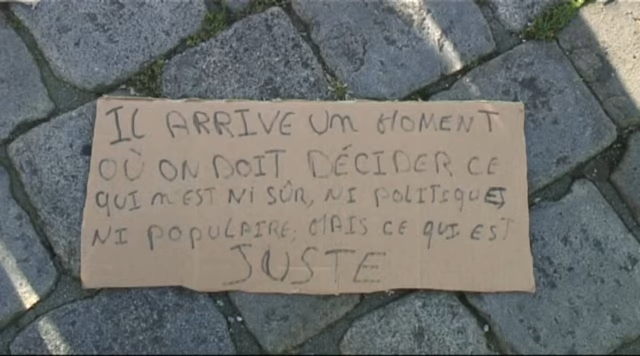 IL ARRIVE UN MOMENT
OÙ ON DOIT DÉCIDER CE
QUI N'EST NI SÛR, NI POLITIQUE,
NI POPULAIRE, MAIS CE QUI EST
JUSTE